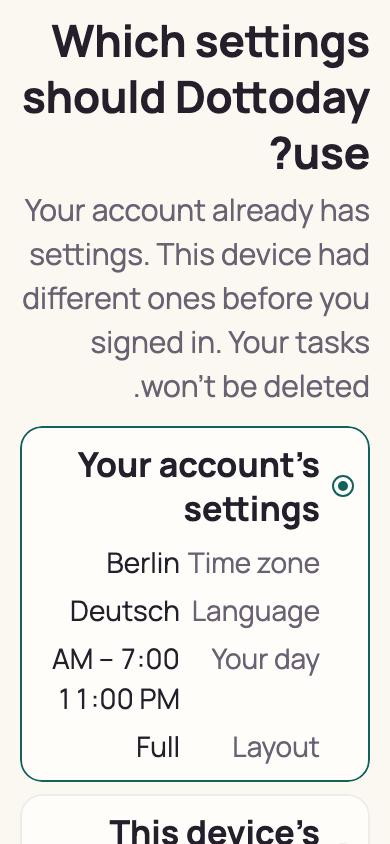 Which settings
should Dottoday
?use
Your account already has
settings. This device had
different ones before you
signed in. Your tasks
.won't be deleted
Your account's
settings
Time zone Berlin
Language Deutsch
Your day AM – 7:00
11:00 PM
Layout Full
This device's